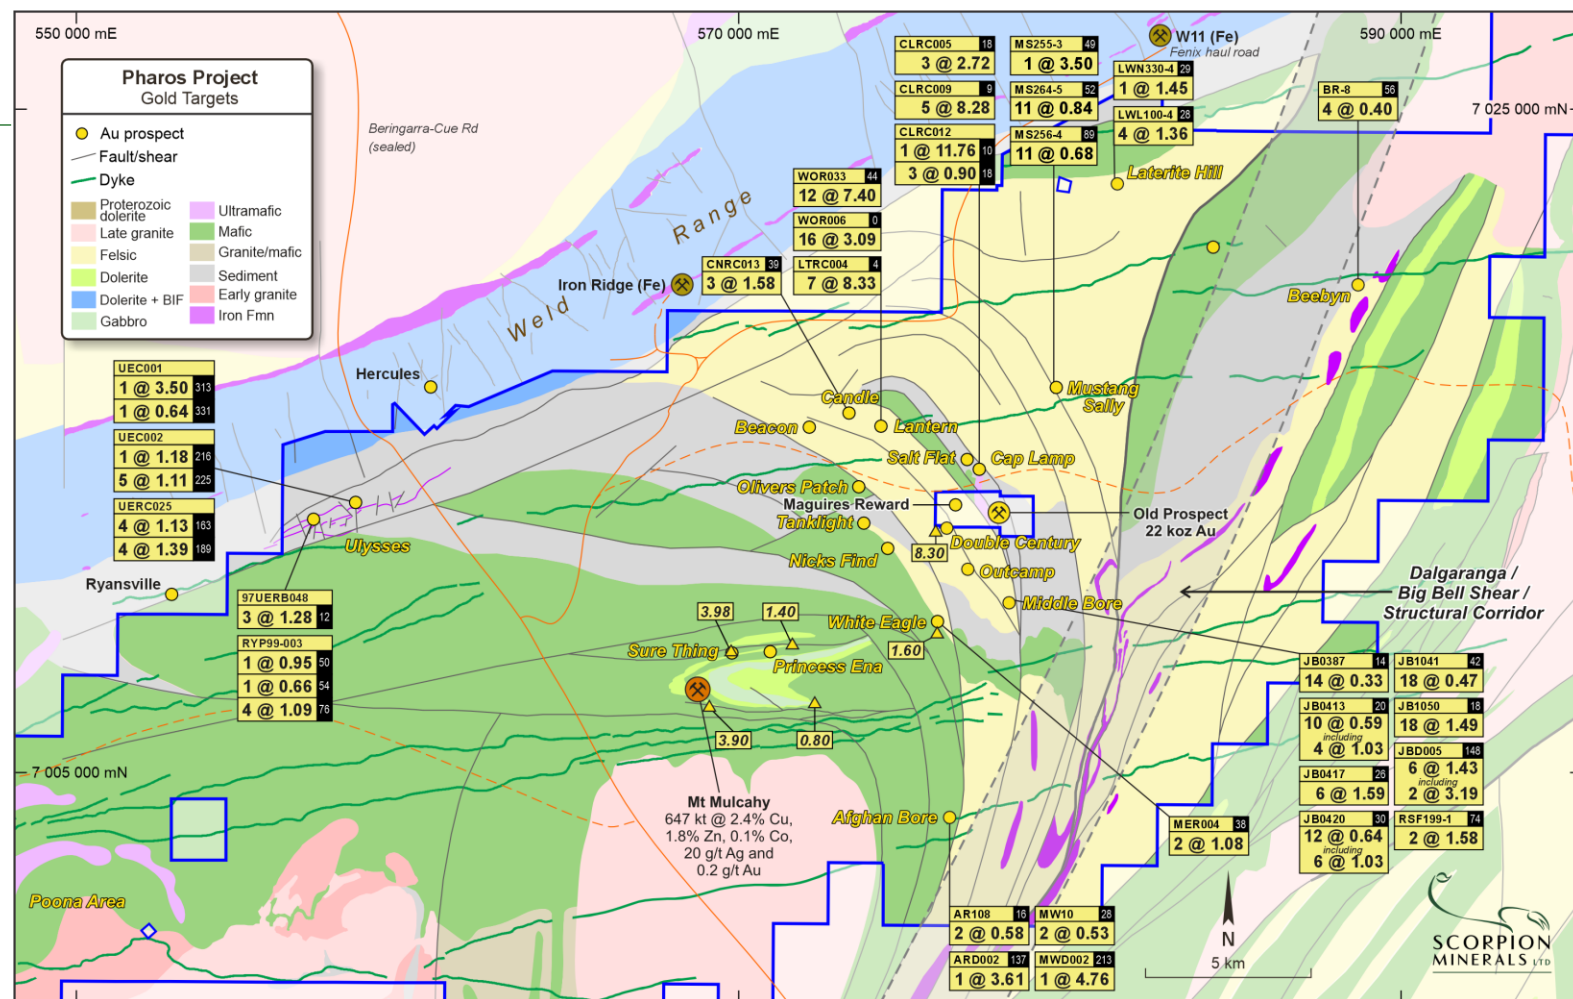 550 000 mE
570 000 mE
590 000 mE
7 025 000 mN
7 005 000 mN
Pharos Project
Gold Targets
Au prospect
Fault/shear
Dyke
Proterozoic
dolerite
Late granite
Felsic
Dolerite
Dolerite + BIF
Gabbro
Ultramafic
Mafic
Granite/mafic
Sediment
Early granite
Iron Fmn
Beringarra-Cue Rd
(sealed)
W11 (Fe)
Fenix haul road
CLRC005 18
3 @ 2.72
CLRC009 9
5 @ 8.28
CLRC012
1 @ 11.76 10
3 @ 0.90 18
MS255-3 49
1 @ 3.50
MS264-5 52
11 @ 0.84
MS256-4 89
11 @ 0.68
LWN330-4 29
1 @ 1.45
LWL100-4 28
4 @ 1.36
BR-8 56
4 @ 0.40
Laterite Hill
WOR033 44
12 @ 7.40
WOR006 0
16 @ 3.09
CNRC013 39
3 @ 1.58
LTRC004 4
7 @ 8.33
Weld Range
Iron Ridge (Fe)
Beebyn
Hercules
UEC001
1 @ 3.50 313
1 @ 0.64 331
UEC002
1 @ 1.18 216
5 @ 1.11 225
UERC025
4 @ 1.13 163
4 @ 1.39 189
Candle
Mustang
Sally
Beacon
Lantern
Salt Flat
Cap Lamp
Olivers Patch
Maguires Reward
Tanklight
Old Prospect
22 koz Au
Double Century
8.30
Nicks Find
Outcamp
Ulysses
Ryansville
Middle Bore
Dalgaranga /
Big Bell Shear /
Structural Corridor
97UERB048
3 @ 1.28 12
RYP99-003
1 @ 0.95 50
1 @ 0.66 54
4 @ 1.09 76
3.98
1.40
White Eagle
1.60
Sure Thing
Princess Ena
3.90
0.80
Mt Mulcahy
647 kt @ 2.4% Cu,
1.8% Zn, 0.1% Co,
20 g/t Ag and
0.2 g/t Au
Afghan Bore
JB0387 14
14 @ 0.33
JB0413 20
10 @ 0.59
including
4 @ 1.03
JB0417 26
6 @ 1.59
JB0420 30
12 @ 0.64
including
6 @ 1.03
JB1041 42
18 @ 0.47
JB1050 18
18 @ 1.49
JBD005 148
6 @ 1.43
including
2 @ 3.19
RSF199-1 74
2 @ 1.58
MER004 38
2 @ 1.08
Poona Area
AR108 16
2 @ 0.58
MW10 28
2 @ 0.53
ARD002 137
1 @ 3.61
MWD002 213
1 @ 4.76
N
5 km
SCORPION
MINERALS LTD